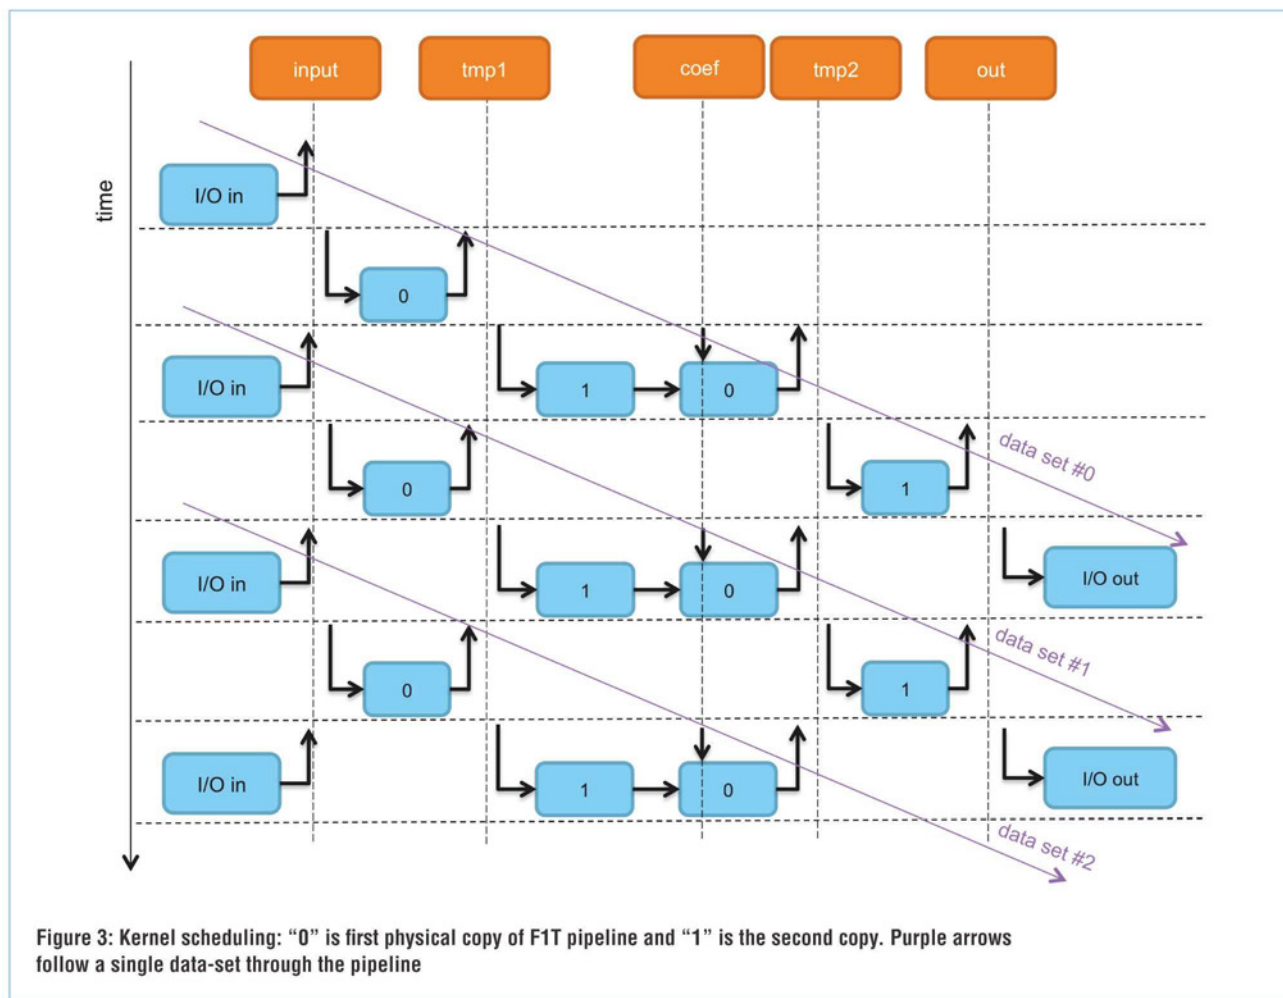 input tmp1 coef tmp2 out
time
I/O in
0
I/O in 1 0
data set #0
0 1
I/O in 1 0 I/O out
data set #1
0 1
I/O in 1 0 I/O out
data set #2
Figure 3: Kernel scheduling: “0” is first physical copy of F1T pipeline and “1” is the second copy. Purple arrows
follow a single data-set through the pipeline